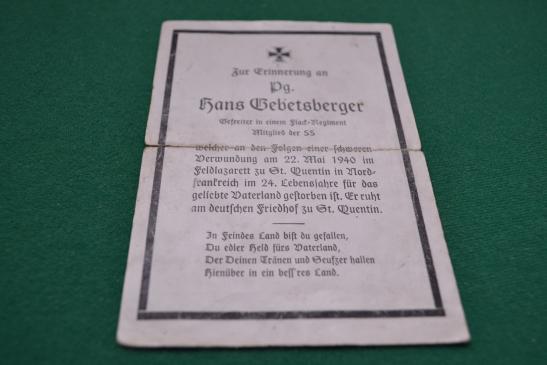 Zur Erinnerung an
Pg.
Hans Gebetsberger
Gefreiter in einem Flack-Regiment
Mitglied der SS
welcher an den Folgen einer schweren
Verwundung am 22. Mai 1940 im
Feldlazarett zu St. Quentin in Nord-
frankreich im 24. Lebensjahre für das
geliebte Vaterland gestorben ist. Er ruht
am deutschen Friedhof zu St. Quentin.
In Feindes Land bist du gefallen,
Du edler Held fürs Vaterland,
Der Deinen Tränen und Seufzer hallen
Hienüber in ein bess'res Land.